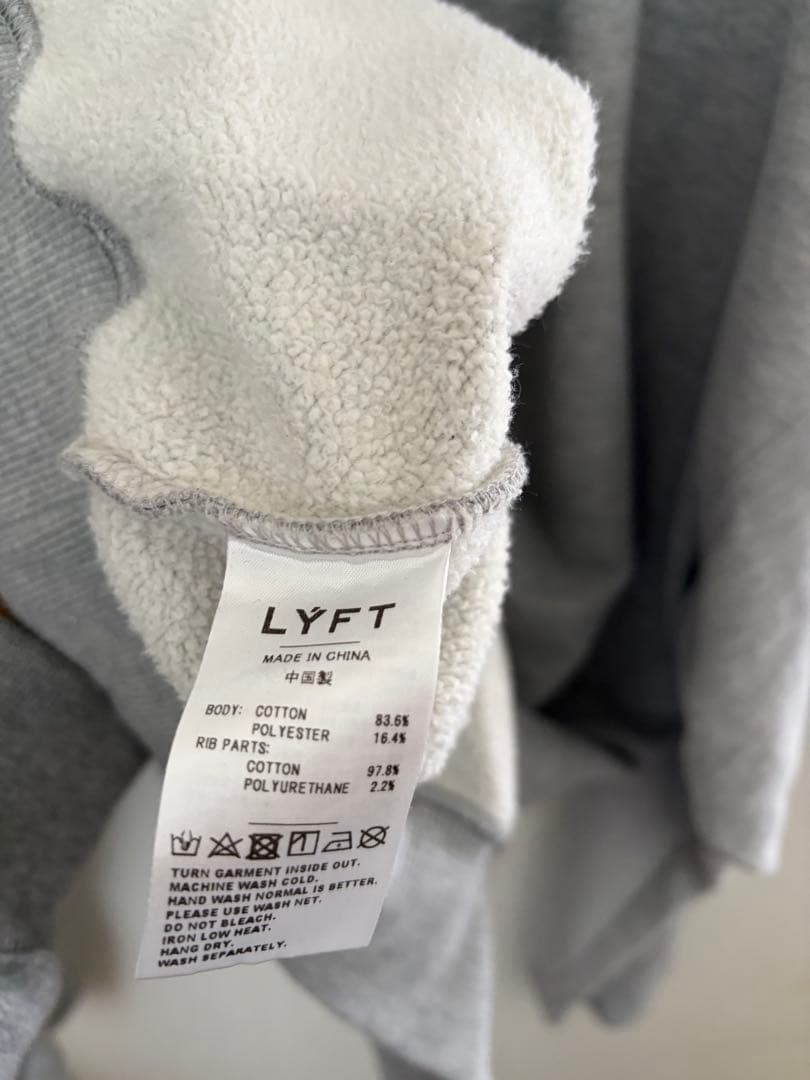 LÝFT
MADE IN CHINA
中国製
BODY: COTTON 83.6%
POLYESTER 16.4%
RIB PARTS:
COTTON 97.8%
POLYURETHANE 2.2%
TURN GARMENT INSIDE OUT.
MACHINE WASH COLD.
HAND WASH NORMAL IS BETTER.
PLEASE USE WASH NET.
DO NOT BLEACH.
IRON LOW HEAT.
HANG DRY.
WASH SEPARATELY.